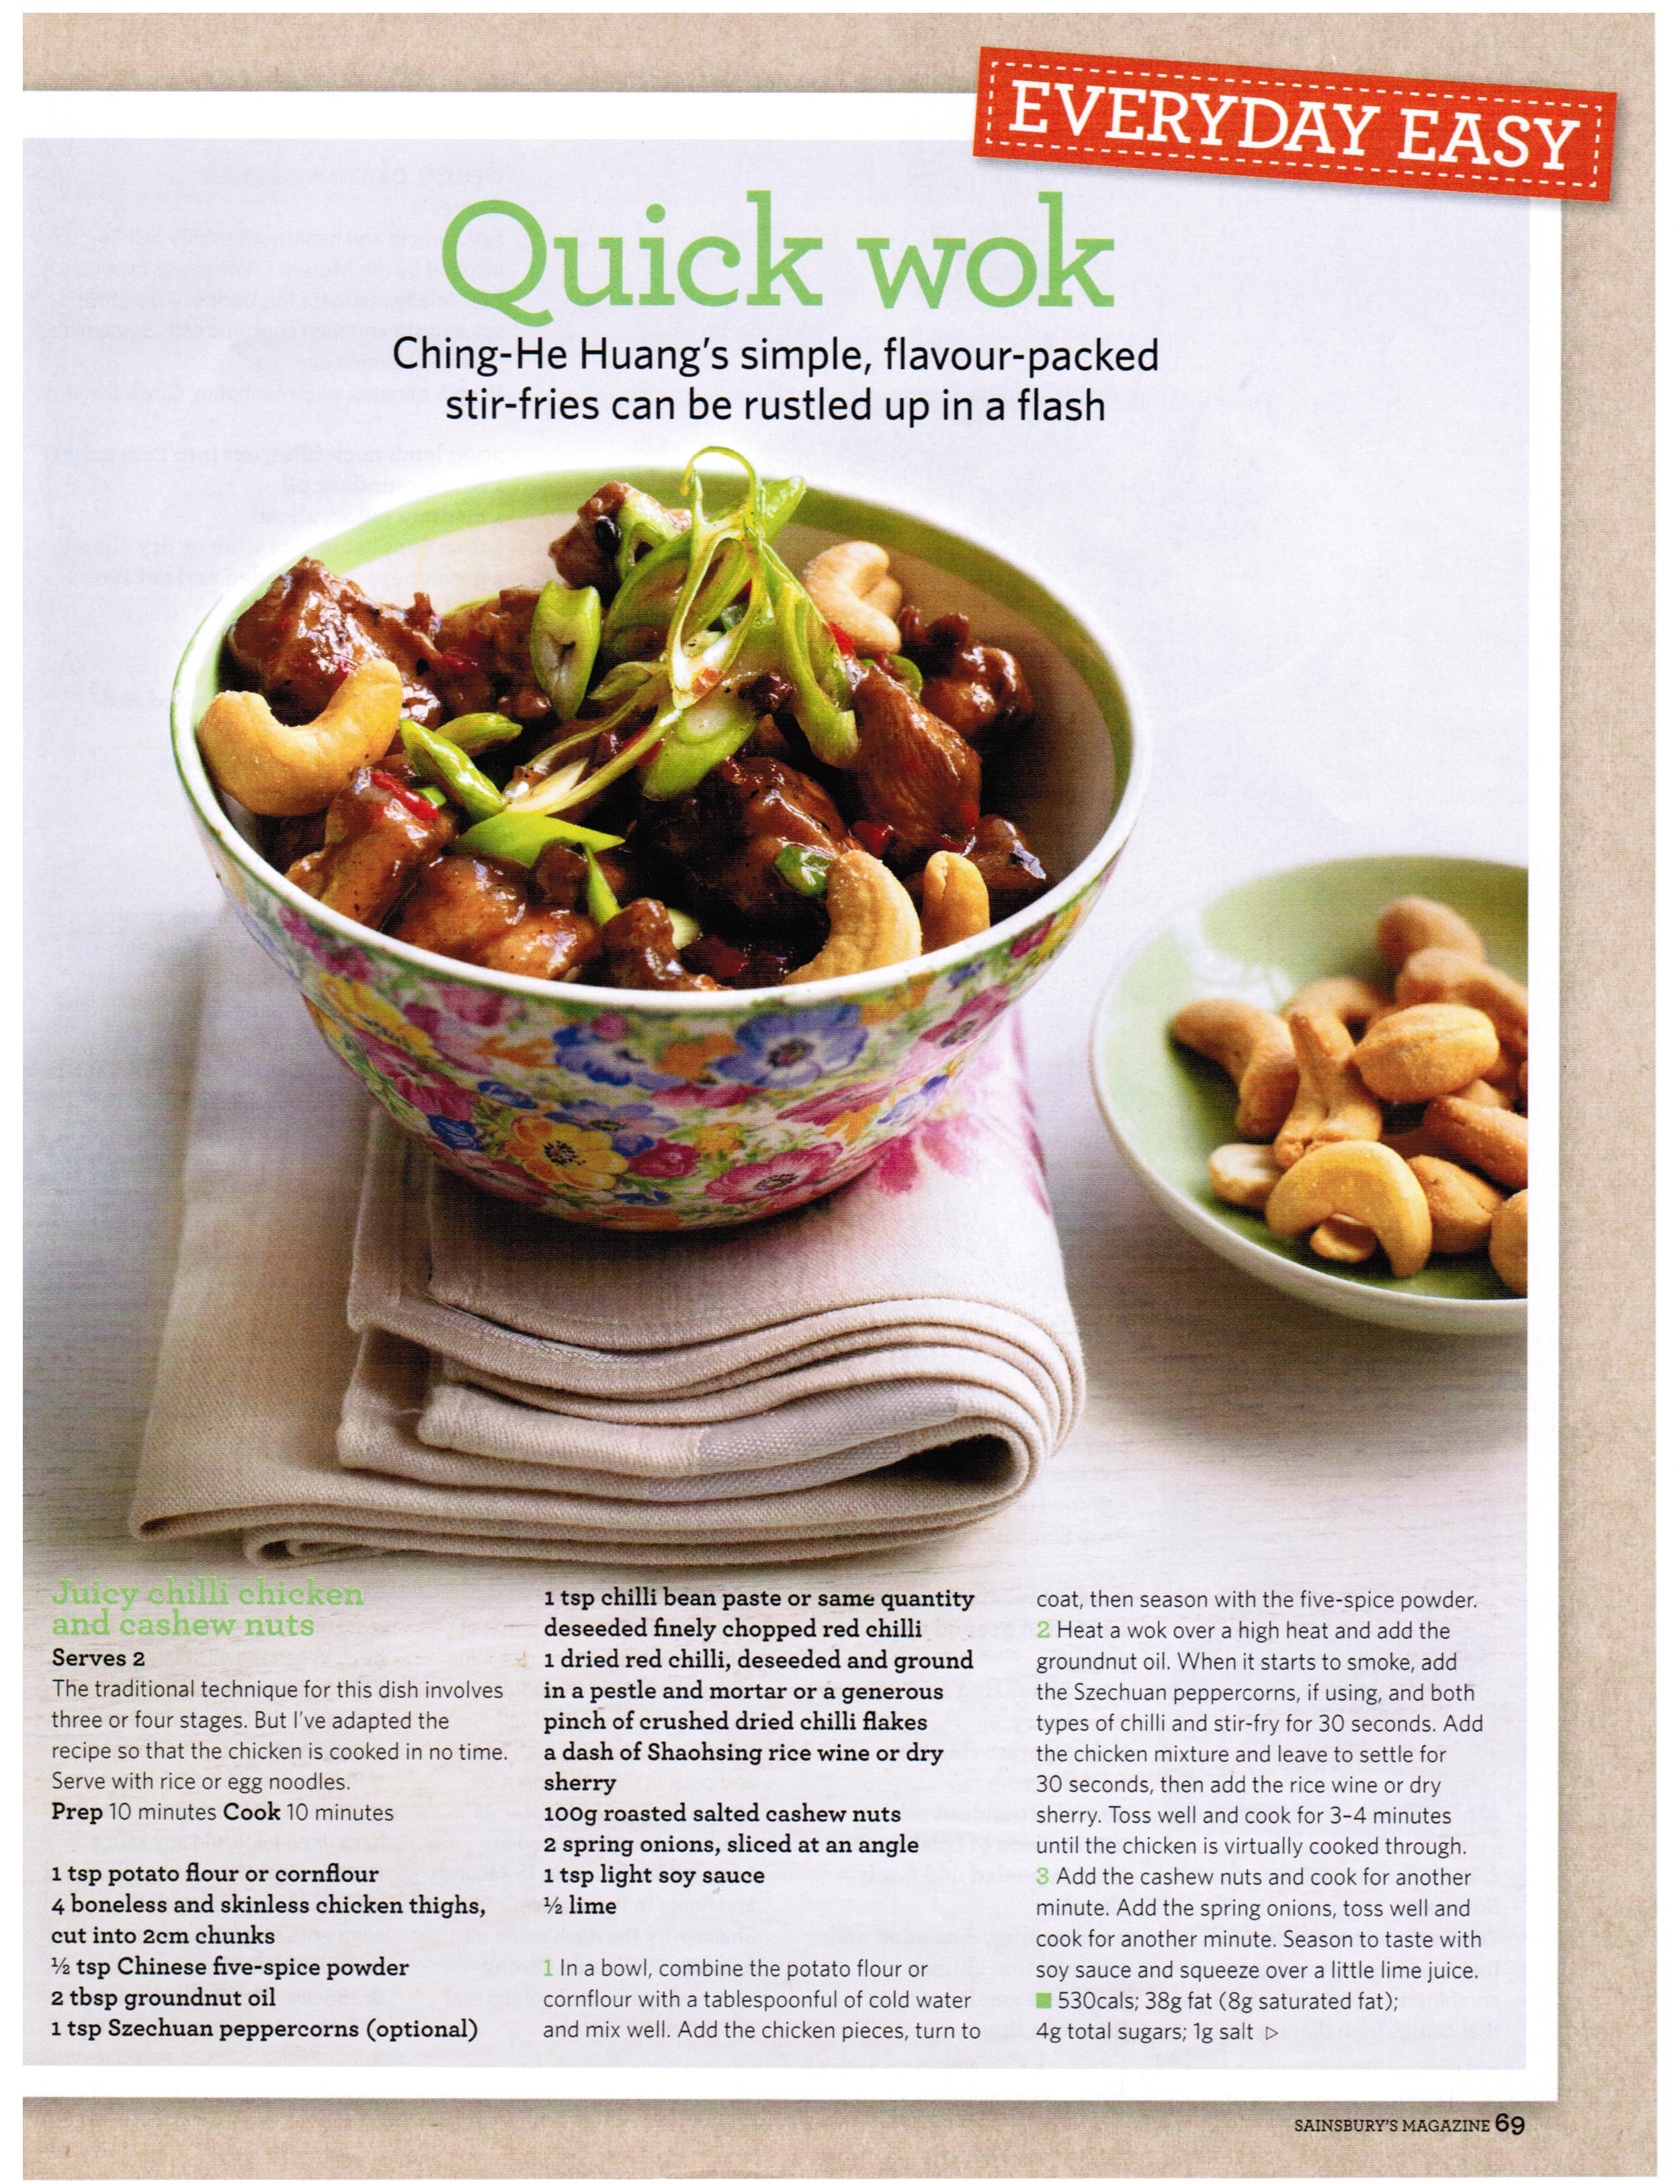 EVERYDAY EASY
Quick wok
Ching-He Huang's simple, flavour-packed
stir-fries can be rustled up in a flash
Juicy chilli chicken
and cashew nuts
Serves 2
The traditional technique for this dish involves
three or four stages. But I've adapted the
recipe so that the chicken is cooked in no time.
Serve with rice or egg noodles.
Prep 10 minutes Cook 10 minutes
1 tsp potato flour or cornflour
4 boneless and skinless chicken thighs,
cut into 2cm chunks
½ tsp Chinese five-spice powder
2 tbsp groundnut oil
1 tsp Szechuan peppercorns (optional)
1 tsp chilli bean paste or same quantity
deseeded finely chopped red chilli
1 dried red chilli, deseeded and ground
in a pestle and mortar or a generous
pinch of crushed dried chilli flakes
a dash of Shaohsing rice wine or dry
sherry
100g roasted salted cashew nuts
2 spring onions, sliced at an angle
1 tsp light soy sauce
½ lime
1 In a bowl, combine the potato flour or
cornflour with a tablespoonful of cold water
and mix well. Add the chicken pieces, turn to
coat, then season with the five-spice powder.
2 Heat a wok over a high heat and add the
groundnut oil. When it starts to smoke, add
the Szechuan peppercorns, if using, and both
types of chilli and stir-fry for 30 seconds. Add
the chicken mixture and leave to settle for
30 seconds, then add the rice wine or dry
sherry. Toss well and cook for 3–4 minutes
until the chicken is virtually cooked through.
3 Add the cashew nuts and cook for another
minute. Add the spring onions, toss well and
cook for another minute. Season to taste with
soy sauce and squeeze over a little lime juice.
■ 530cals; 38g fat (8g saturated fat);
4g total sugars; 1g salt ▷
SAINSBURY'S MAGAZINE 69